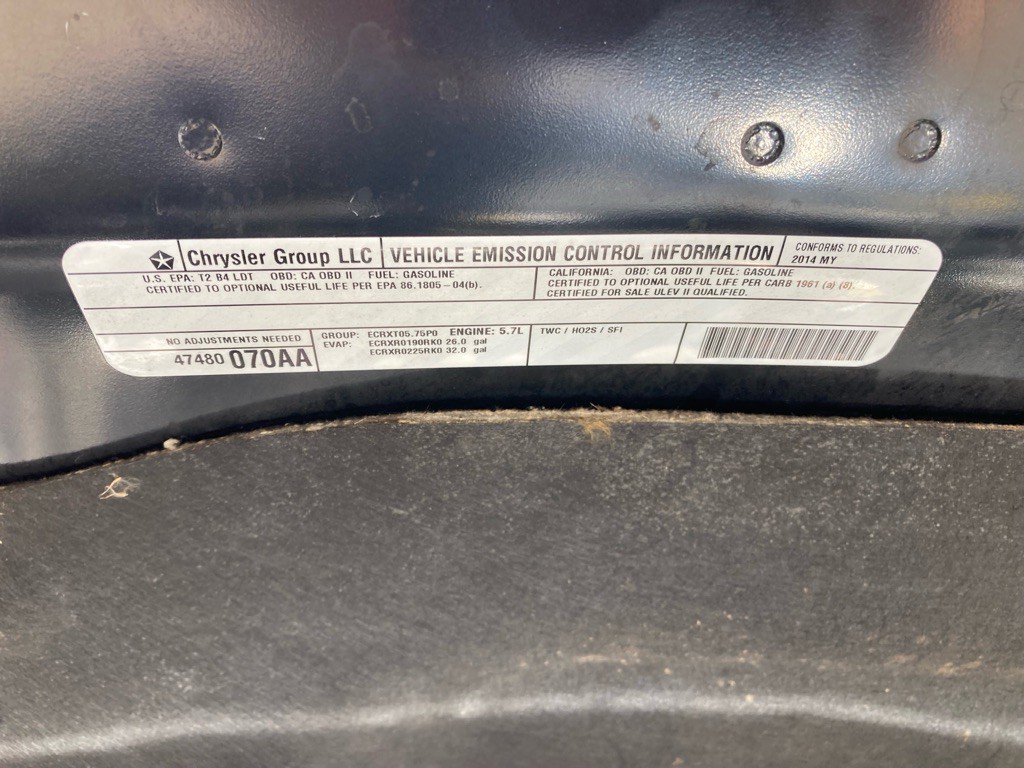 Chrysler Group LLC
VEHICLE EMISSION CONTROL INFORMATION
CONFORMS TO REGULATIONS:
2014 MY
U.S. EPA: T2 B4 LDT OBD: CA OBD II FUEL: GASOLINE
CERTIFIED TO OPTIONAL USEFUL LIFE PER EPA 86.1805-04(b).
CALIFORNIA: OBD: CA OBD II FUEL: GASOLINE
CERTIFIED TO OPTIONAL USEFUL LIFE PER CARB 1961 (a) (8).
CERTIFIED FOR SALE ULEV II QUALIFIED.
NO ADJUSTMENTS NEEDED
47480 070AA
GROUP: ECRXT05.75P0 ENGINE: 5.7L
EVAP: ECRXR0190RK0 26.0 gal
ECRXR0225RK0 32.0 gal
TWC / HO2S / SFI